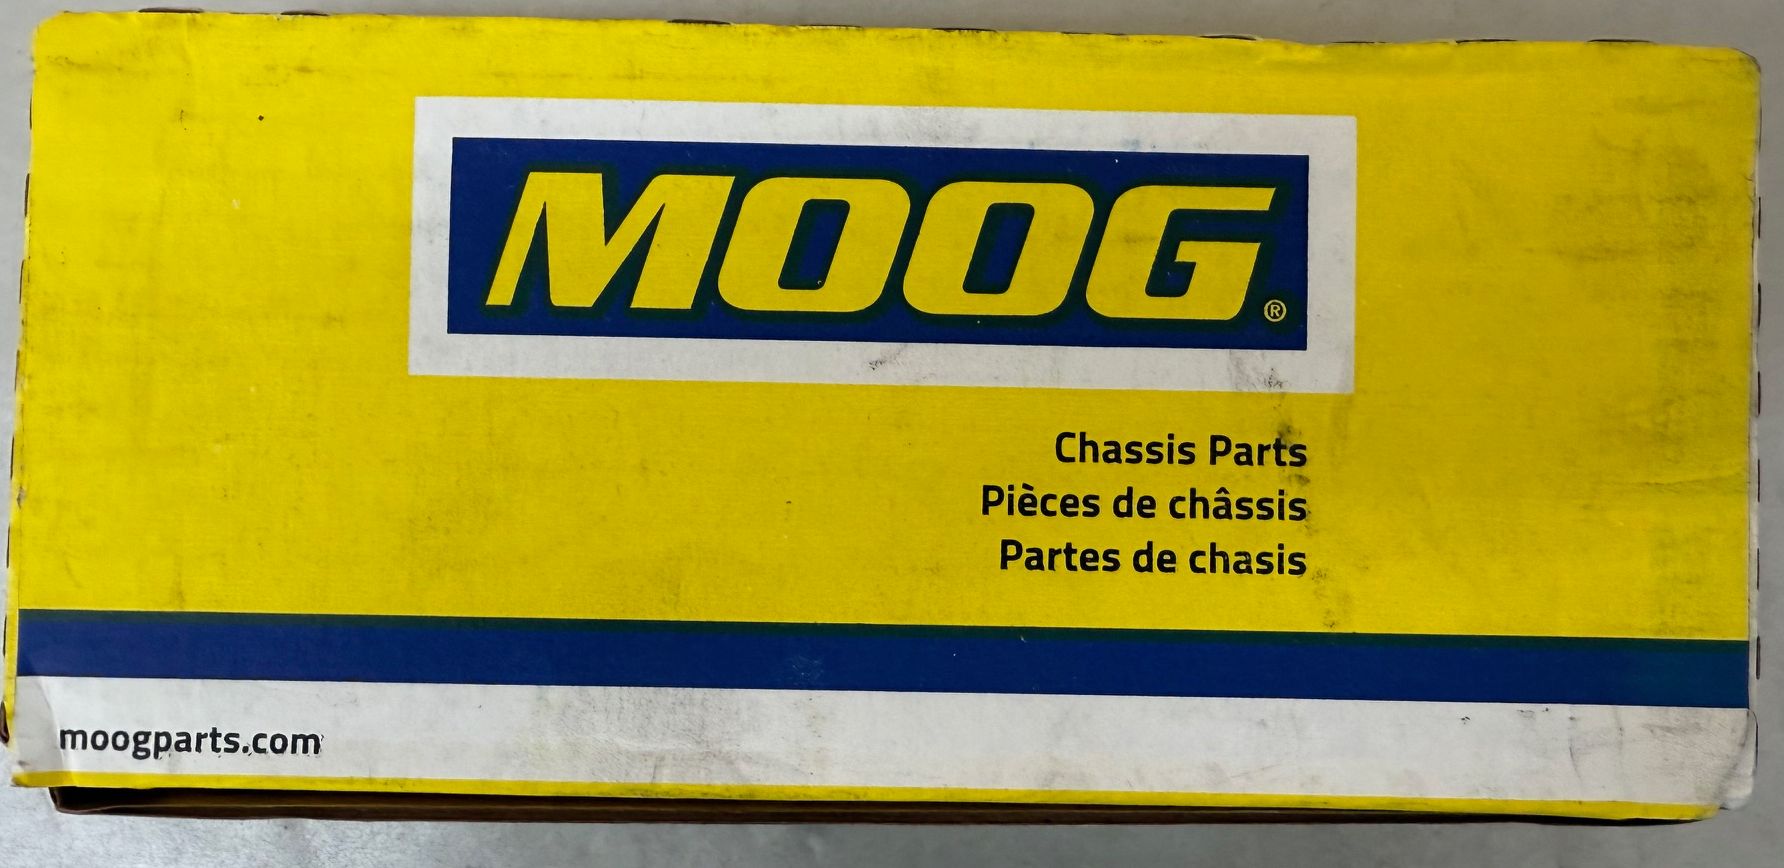 MOOG®
Chassis Parts
Pièces de châssis
Partes de chasis
moogparts.com